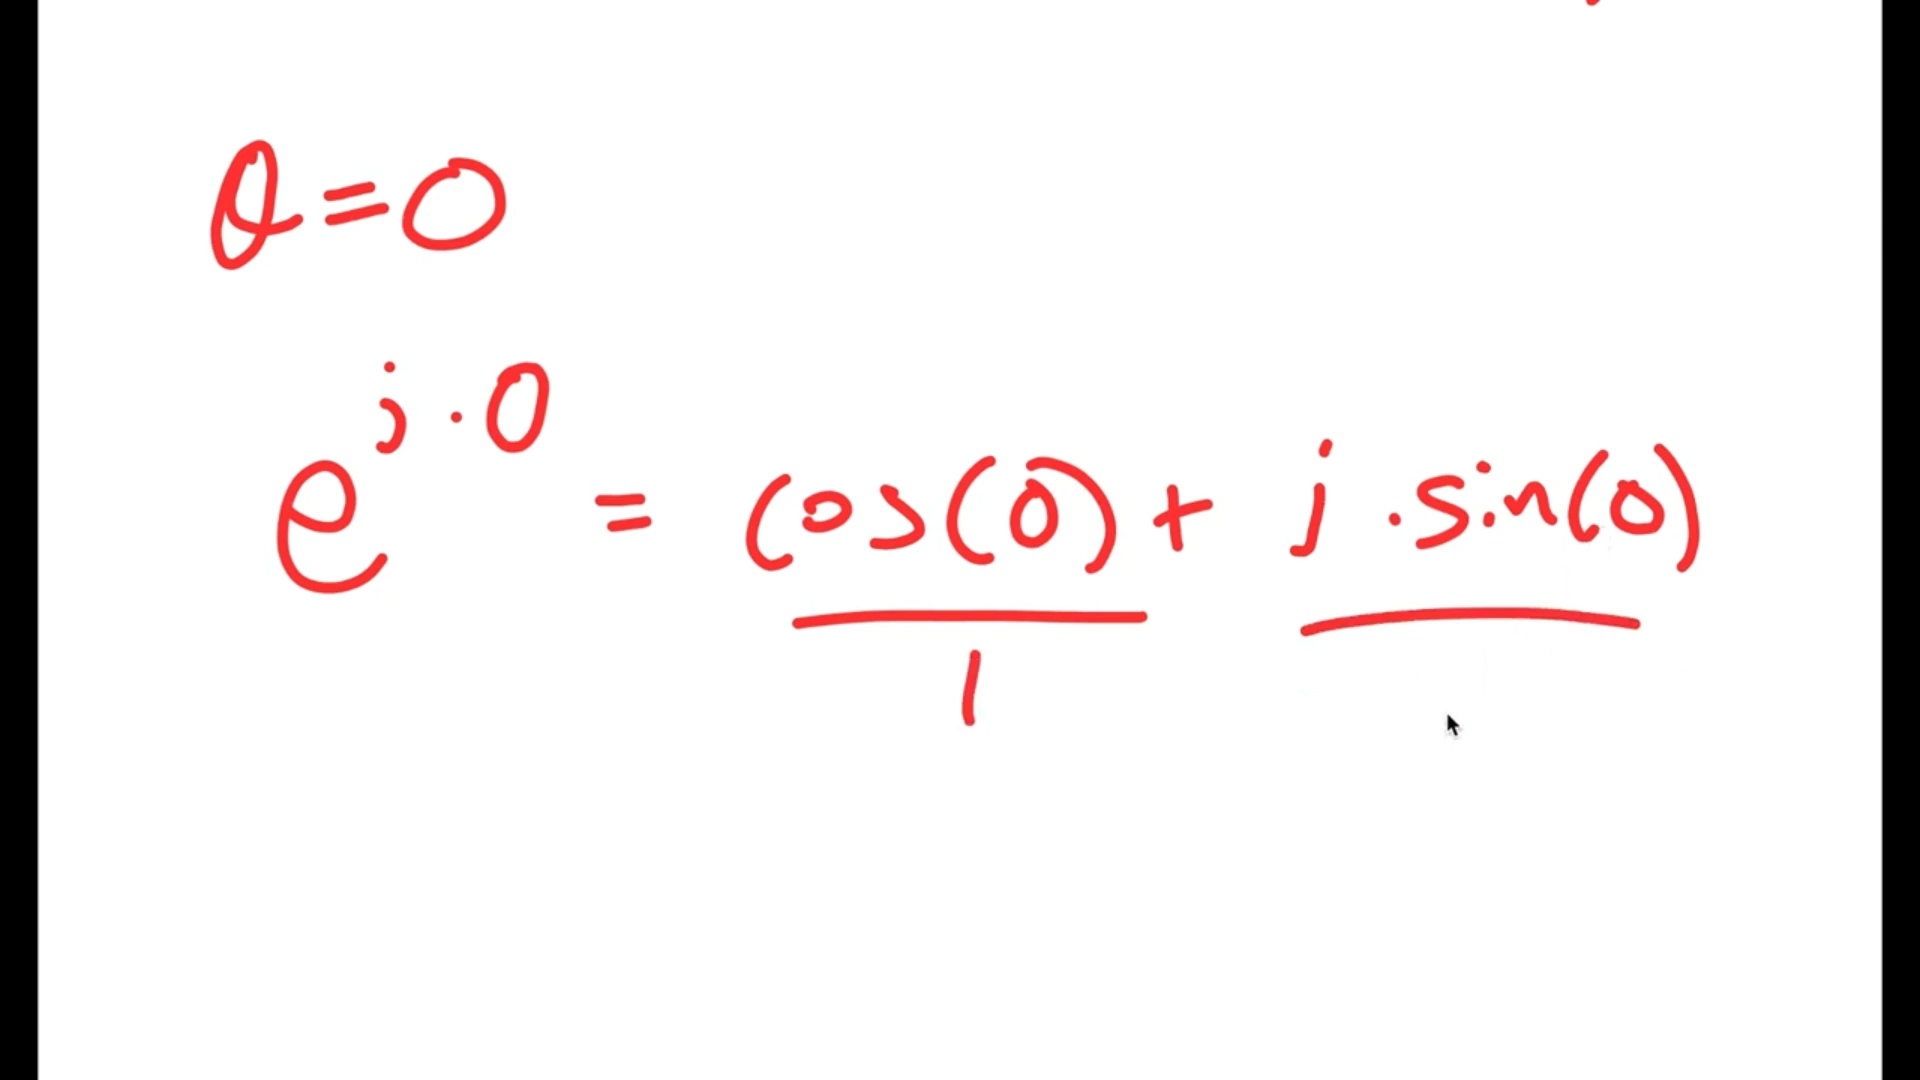 θ=0
e^{j·0} = cos(0) + j·sin(0)
1